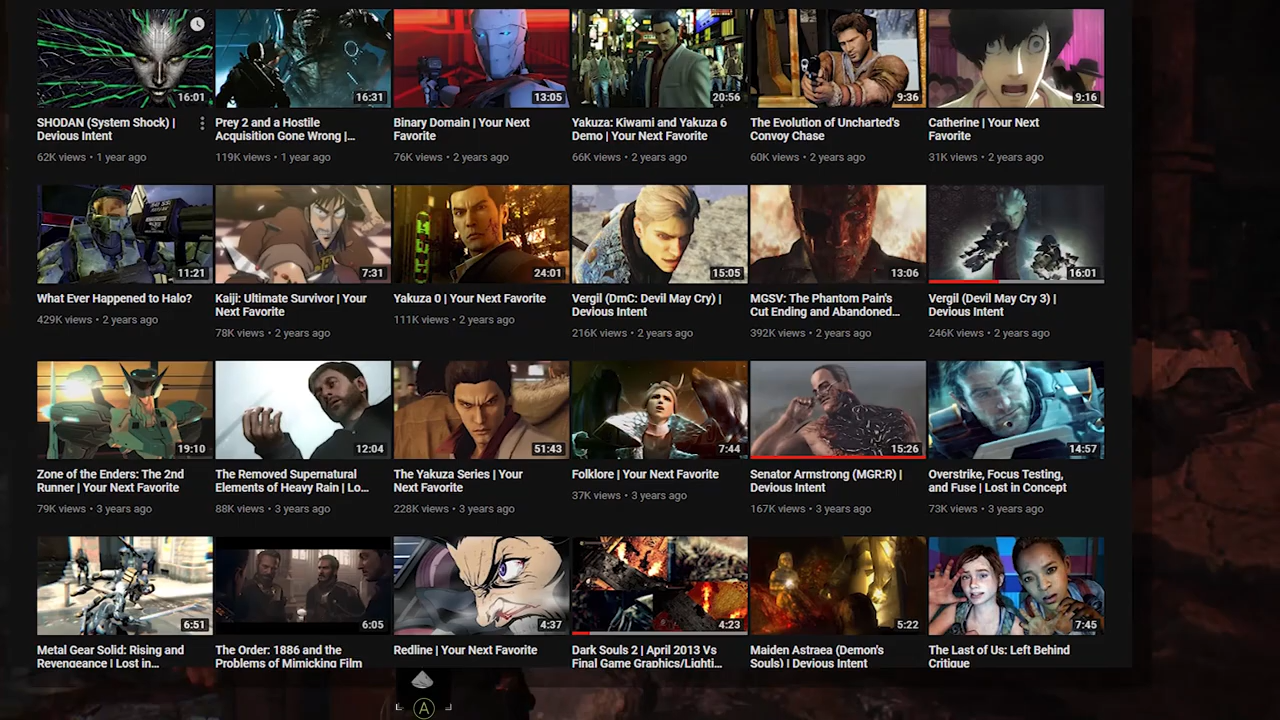 16:01
16:31
13:05
20:56
9:36
9:16
SHODAN (System Shock) |
Devious Intent
62K views • 1 year ago
Prey 2 and a Hostile
Acquisition Gone Wrong |...
119K views • 1 year ago
Binary Domain | Your Next
Favorite
76K views • 2 years ago
Yakuza: Kiwami and Yakuza 6
Demo | Your Next Favorite
66K views • 2 years ago
The Evolution of Uncharted's
Convoy Chase
60K views • 2 years ago
Catherine | Your Next
Favorite
31K views • 2 years ago
11:21
7:31
24:01
15:05
13:06
16:01
What Ever Happened to Halo?
429K views • 2 years ago
Kaiji: Ultimate Survivor | Your
Next Favorite
78K views • 2 years ago
Yakuza 0 | Your Next Favorite
111K views • 2 years ago
Vergil (DmC: Devil May Cry) |
Devious Intent
216K views • 2 years ago
MGSV: The Phantom Pain's
Cut Ending and Abandoned...
392K views • 2 years ago
Vergil (Devil May Cry 3) |
Devious Intent
246K views • 2 years ago
19:10
12:04
51:43
7:44
15:26
14:57
Zone of the Enders: The 2nd
Runner | Your Next Favorite
79K views • 3 years ago
The Removed Supernatural
Elements of Heavy Rain | Lo...
88K views • 3 years ago
The Yakuza Series | Your
Next Favorite
228K views • 3 years ago
Folklore | Your Next Favorite
37K views • 3 years ago
Senator Armstrong (MGR:R) |
Devious Intent
167K views • 3 years ago
Overstrike, Focus Testing,
and Fuse | Lost in Concept
73K views • 3 years ago
6:51
6:05
4:37
4:23
5:22
7:45
Metal Gear Solid: Rising and
Revengeance | Lost in...
The Order: 1886 and the
Problems of Mimicking Film
Redline | Your Next Favorite
Dark Souls 2 | April 2013 Vs
Final Game Graphics/Lighti...
Maiden Astraea (Demon's
Souls) | Devious Intent
The Last of Us: Left Behind
Critique
A